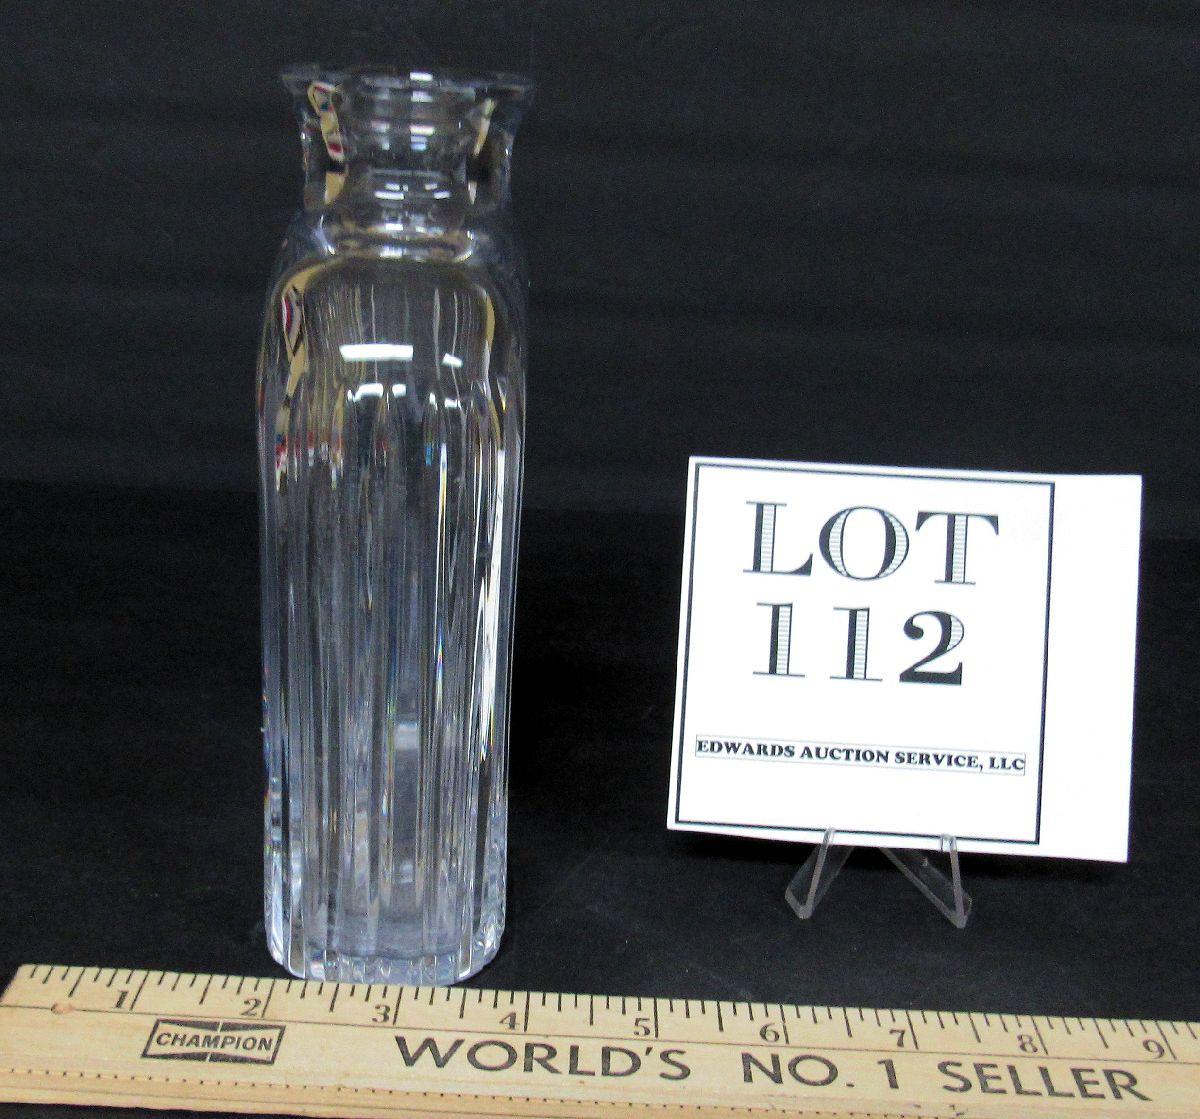 LOT
112
EDWARDS AUCTION SERVICE, LLC
1 2 3 4 5 6 7 8 9
CHAMPION
WORLD'S NO. 1 SELLER